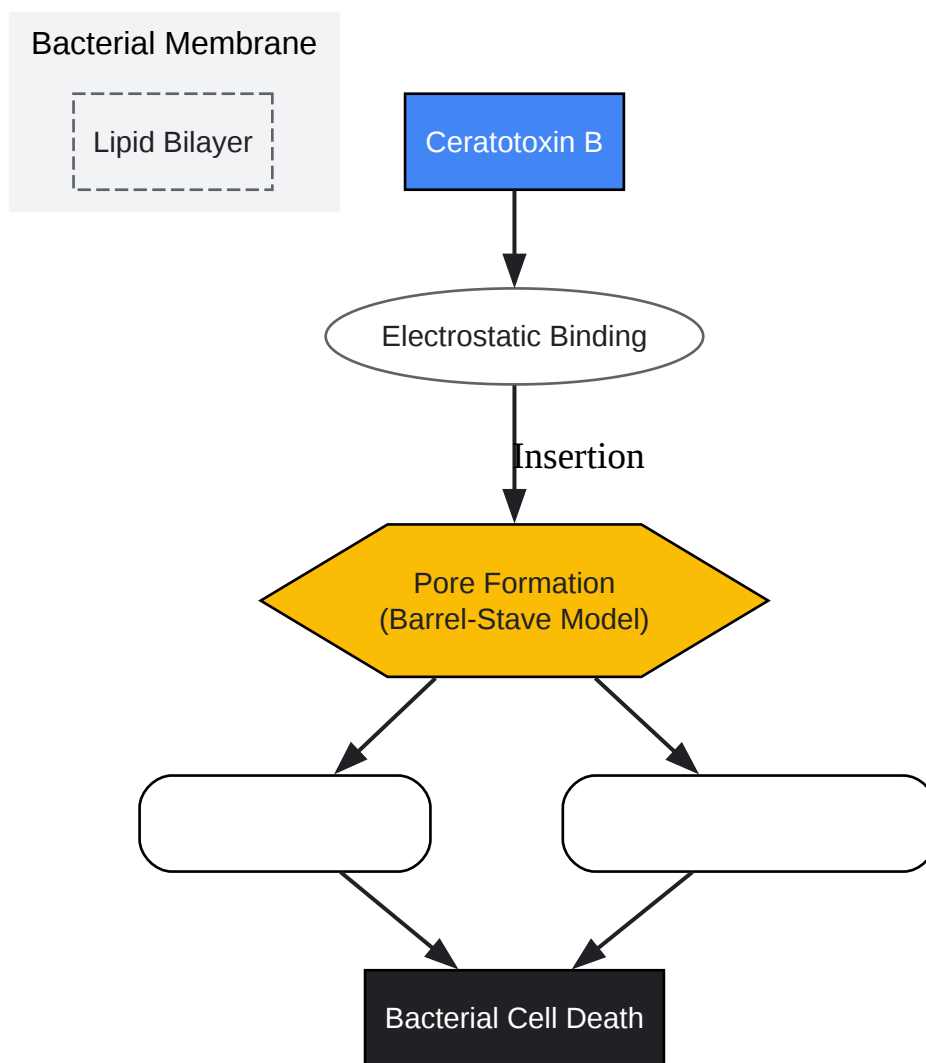 Bacterial Membrane
Lipid Bilayer
Ceratotoxin B
Electrostatic Binding
Insertion
Pore Formation
(Barrel-Stave Model)
Bacterial Cell Death